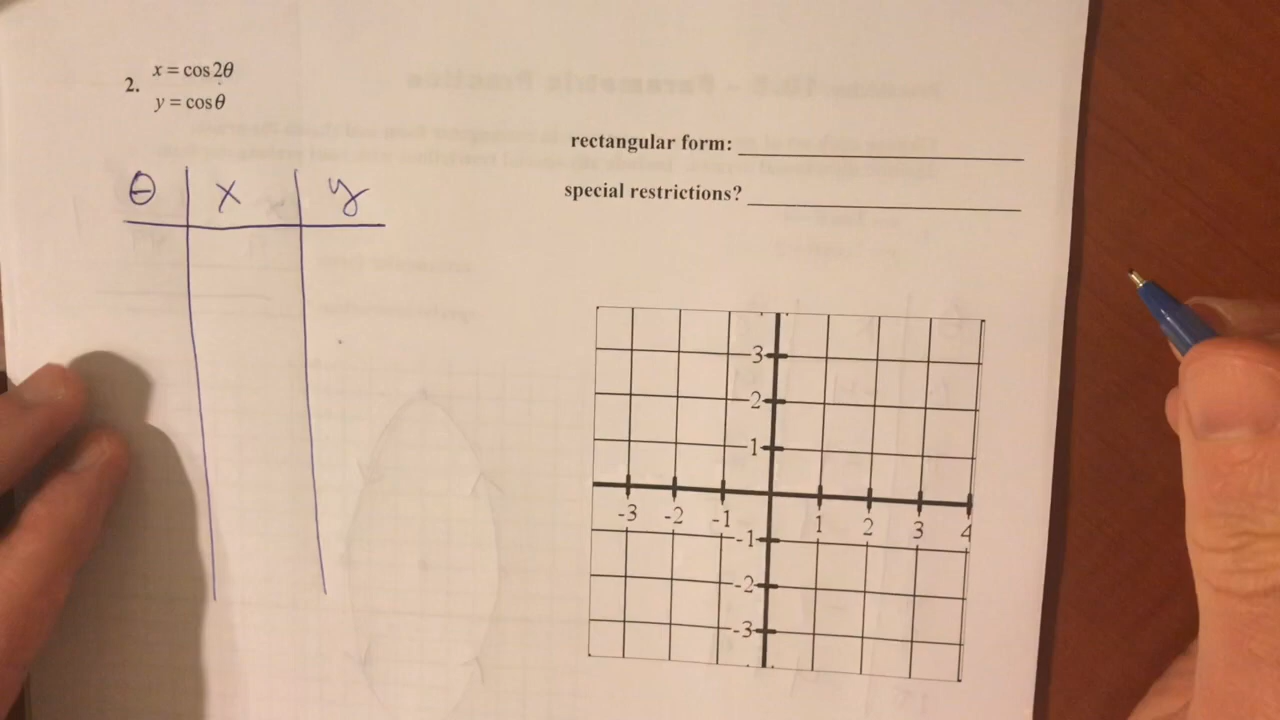 2. x = cos 2θ
y = cos θ
rectangular form:
special restrictions?
θ x y
3
2
1
-3 -2 -1 1 2 3 4
-1
-2
-3